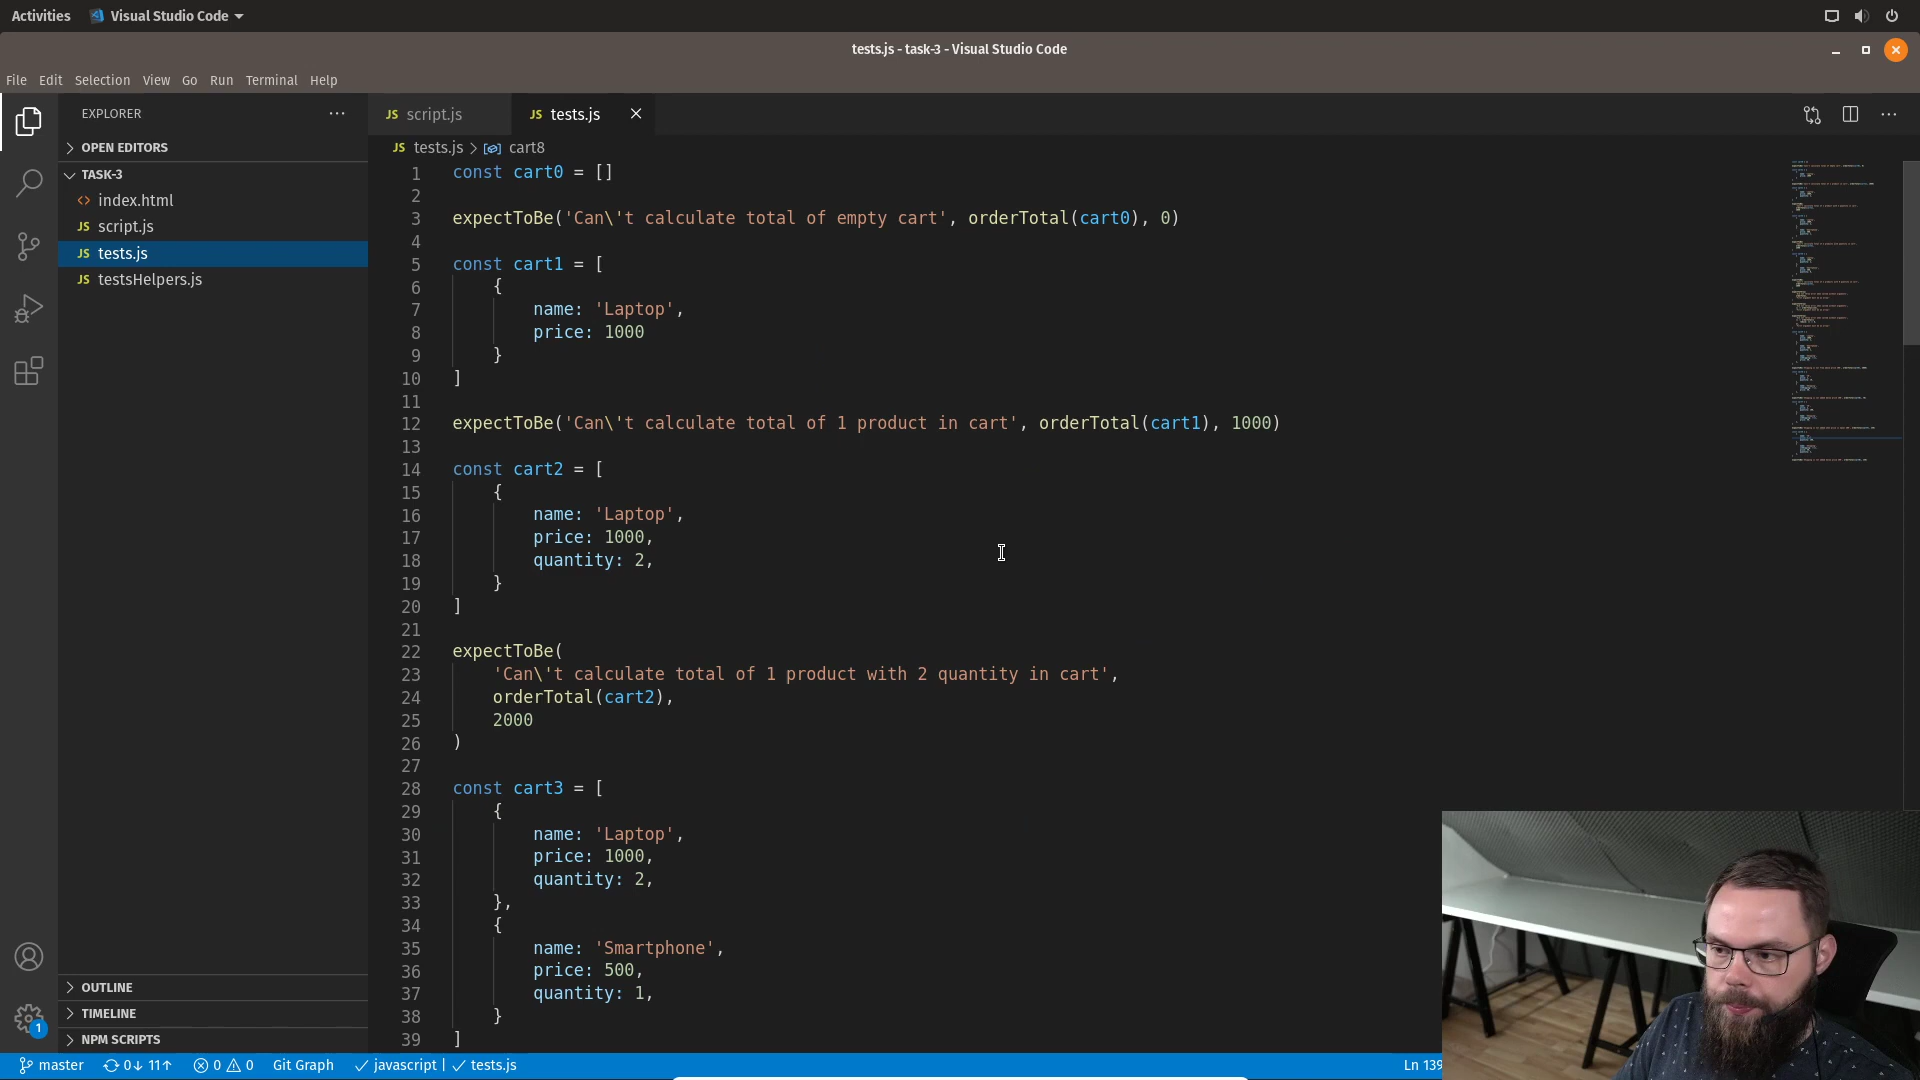 Activities Visual Studio Code
tests.js - task-3 - Visual Studio Code
File Edit Selection View Go Run Terminal Help
EXPLORER ···
OPEN EDITORS
TASK-3
<> index.html
JS script.js
JS tests.js
JS testsHelpers.js
OUTLINE
TIMELINE
NPM SCRIPTS
1
JS script.js JS tests.js
JS tests.js > cart8
1 const cart0 = []
2
3 expectToBe('Can\'t calculate total of empty cart', orderTotal(cart0), 0)
4
5 const cart1 = [
6 {
7 name: 'Laptop',
8 price: 1000
9 }
10 ]
11
12 expectToBe('Can\'t calculate total of 1 product in cart', orderTotal(cart1), 1000)
13
14 const cart2 = [
15 {
16 name: 'Laptop',
17 price: 1000,
18 quantity: 2,
19 }
20 ]
21
22 expectToBe(
23 'Can\'t calculate total of 1 product with 2 quantity in cart',
24 orderTotal(cart2),
25 2000
26 )
27
28 const cart3 = [
29 {
30 name: 'Laptop',
31 price: 1000,
32 quantity: 2,
33 },
34 {
35 name: 'Smartphone',
36 price: 500,
37 quantity: 1,
38 }
39 ]
master 0↓ 11↑ 0 0 Git Graph ✓ javascript | ✓ tests.js Ln 139